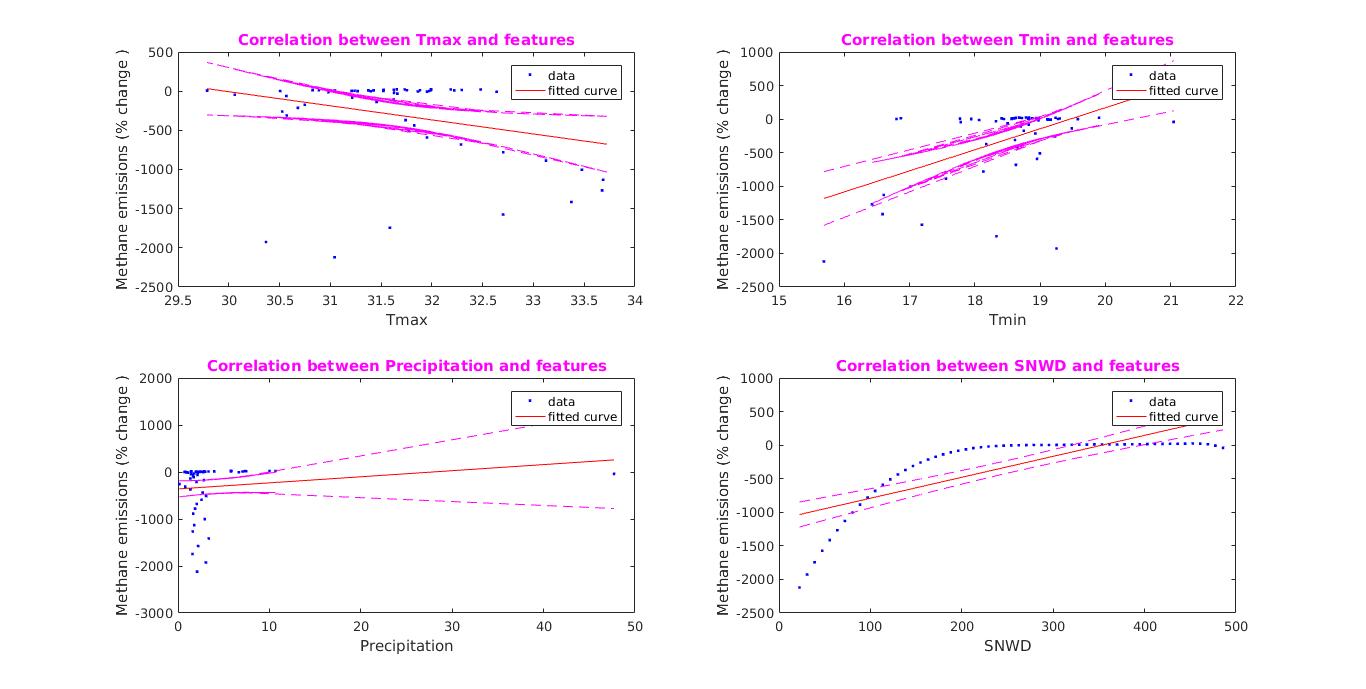 Correlation between Tmax and features
Methane emissions (% change )
500
0
-500
-1000
-1500
-2000
-2500
29.5 30 30.5 31 31.5 32 32.5 33 33.5 34
Tmax
data
fitted curve
Correlation between Tmin and features
Methane emissions (% change )
1000
500
0
-500
-1000
-1500
-2000
-2500
15 16 17 18 19 20 21 22
Tmin
data
fitted curve
Correlation between Precipitation and features
Methane emissions (% change )
2000
1000
0
-1000
-2000
-3000
0 10 20 30 40 50
Precipitation
data
fitted curve
Correlation between SNWD and features
Methane emissions (% change )
1000
500
0
-500
-1000
-1500
-2000
-2500
0 100 200 300 400 500
SNWD
data
fitted curve